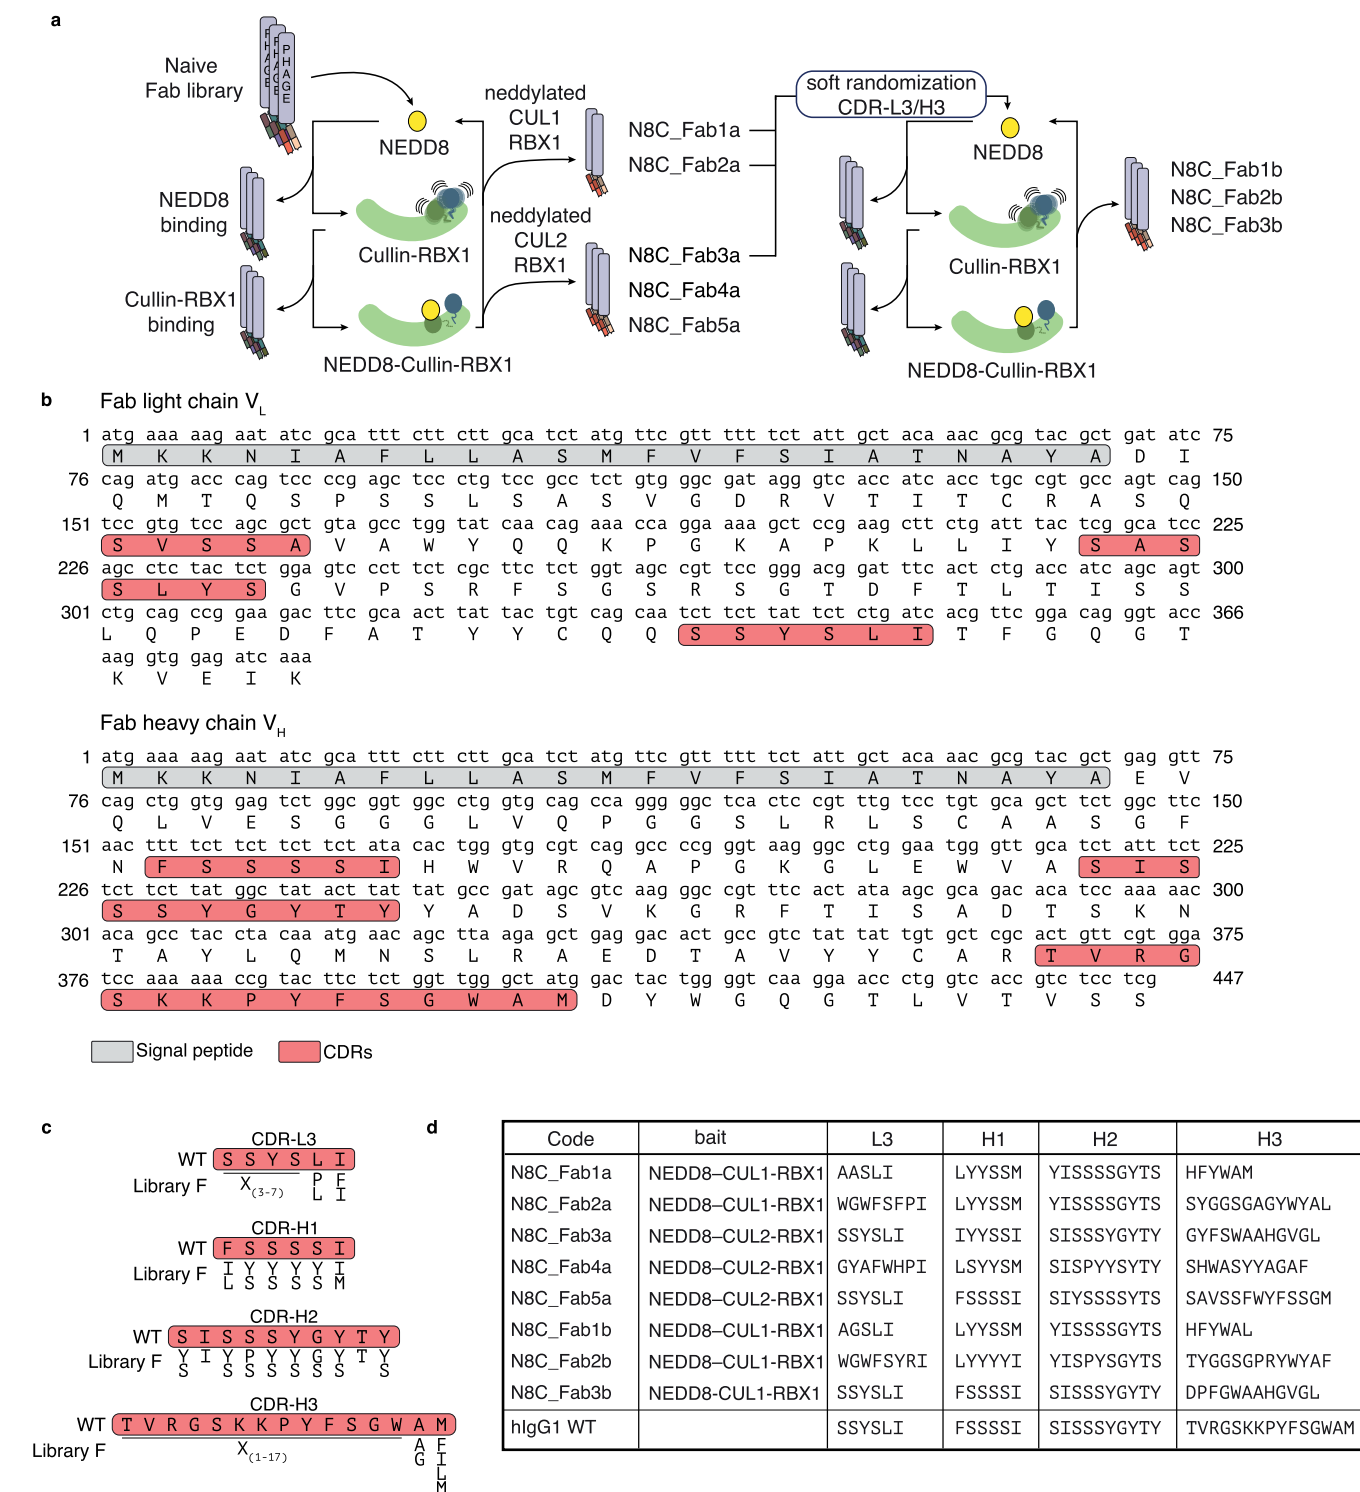 a
Naive
Fab library
PHAGE
NEDD8
NEDD8
binding
Cullin-RBX1
Cullin-RBX1
binding
NEDD8-Cullin-RBX1
neddylated
CUL1
RBX1
neddylated
CUL2
RBX1
N8C_Fab1a
N8C_Fab2a
N8C_Fab3a
N8C_Fab4a
N8C_Fab5a
soft randomization
CDR-L3/H3
NEDD8
Cullin-RBX1
NEDD8-Cullin-RBX1
N8C_Fab1b
N8C_Fab2b
N8C_Fab3b
b
Fab light chain VL
1 atg aaa aag aat atc gca ttt ctt ctt gca tct atg ttc gtt ttt tct att gct aca aac gcg tac gct gat atc 75
M K K N I A F L L A S M F V F S I A T N A Y A D I
76 cag atg acc cag tcc ccg agc tcc ctg tcc gcc tct gtg ggc gat agg gtc acc atc acc tgc cgt gcc agt cag 150
Q M T Q S P S S L S A S V G D R V T I T C R A S Q
151 tcc gtg tcc agc gct gta gcc tgg tat caa cag aaa cca gga aaa gct ccg aag ctt ctg att tac tcg gca tcc 225
S V S S A V A W Y Q Q K P G K A P K L L I Y S A S
226 agc ctc tac tct gga gtc cct tct cgc ttc tct ggt agc cgt tcc ggg acg gat ttc act ctg acc atc agc agt 300
S L Y S G V P S R F S G S R S G T D F T L T I S S
301 ctg cag ccg gaa gac ttc gca act tat tac tgt cag caa tct tct tat tct ctg atc acg ttc gga cag ggt acc 366
L Q P E D F A T Y Y C Q Q S S Y S L I T F G Q G T
aag gtg gag atc aaa
K V E I K
Fab heavy chain VH
1 atg aaa aag aat atc gca ttt ctt ctt gca tct atg ttc gtt ttt tct att gct aca aac gcg tac gct gag gtt 75
M K K N I A F L L A S M F V F S I A T N A Y A E V
76 cag ctg gtg gag tct ggc ggt ggc ctg gtg cag cca ggg ggc tca ctc cgt ttg tcc tgt gca gct tct ggc ttc 150
Q L V E S G G G L V Q P G G S L R L S C A A S G F
151 aac ttt tct tct tct tct ata cac tgg gtg cgt cag gcc ccg ggt aag ggc ctg gaa tgg gtt gca tct att tct 225
N F S S S S I H W V R Q A P G K G L E W V A S I S
226 tct tct tat ggc tat act tat tat gcc gat agc gtc aag ggc cgt ttc act ata agc gca gac aca tcc aaa aac 300
S S Y G Y T Y Y A D S V K G R F T I S A D T S K N
301 aca gcc tac cta caa atg aac agc tta aga gct gag gac act gcc gtc tat tat tgt gct cgc act gtt cgt gga 375
T A Y L Q M N S L R A E D T A V Y Y C A R T V R G
376 tcc aaa aaa ccg tac ttc tct ggt tgg gct atg gac tac tgg ggt caa gga acc ctg gtc acc gtc tcc tcg 447
S K K P Y F S G W A M D Y W G Q G T L V T V S S
Signal peptide CDRs
c
CDR-L3
WT S S Y S L I
Library F X(3-7) P F
L I
CDR-H1
WT F S S S S I
Library F I Y Y Y Y I
L S S S S M
CDR-H2
WT S I S S S Y G Y T Y
Library F Y I Y P Y Y G Y T Y
S S S S S S S
CDR-H3
WT T V R G S K K P Y F S G W A M
Library F X(1-17) A F
G I
L
M
d
Code bait L3 H1 H2 H3
N8C_Fab1a NEDD8–CUL1-RBX1 AASLI LYYSSM YISSSSGYTS HFYWAM
N8C_Fab2a NEDD8–CUL1-RBX1 WGWFSFPI LYYSSM YISSSSGYTS SYGGSGAGYWYAL
N8C_Fab3a NEDD8–CUL2-RBX1 SSYSLI IYYSSI SISSSYGYTY GYFSWAAHGVGL
N8C_Fab4a NEDD8–CUL2-RBX1 GYAFWHPI LSYYSM SISPYYSYTY SHWASYYAGAF
N8C_Fab5a NEDD8–CUL2-RBX1 SSYSLI FSSSSI SIYSSSYGYTS SAVSSFWYFSSGM
N8C_Fab1b NEDD8–CUL1-RBX1 AGSLI LYYSSM YISSSSGYTS HFYWAL
N8C_Fab2b NEDD8–CUL1-RBX1 WGWFSYRI LYYYYI YISPYSGYTS TYGGSGPRYWYAF
N8C_Fab3b NEDD8-CUL1-RBX1 SSYSLI FSSSSI SISSSYGYTY DPFGWAAHGVGL
hIgG1 WT SSYSLI FSSSSI SISSSYGYTY TVRGSKKPYFSGWAM